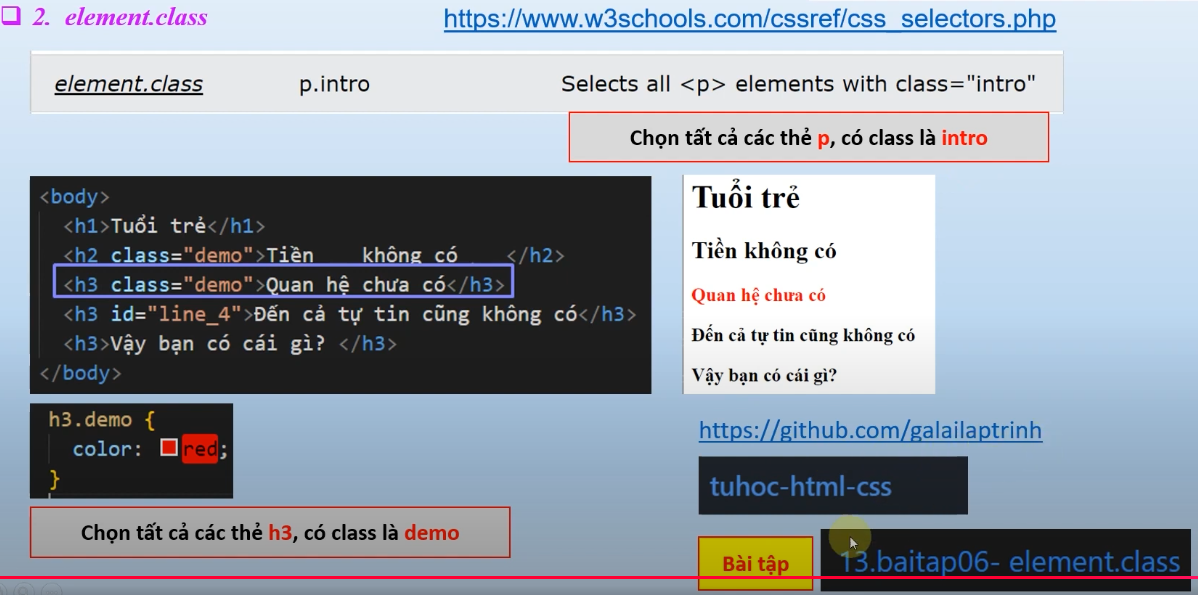 2. element.class
https://www.w3schools.com/cssref/css_selectors.php
element.class p.intro Selects all <p> elements with class="intro"
Chọn tất cả các thẻ p, có class là intro
<body>
<h1>Tuổi trẻ</h1>
<h2 class="demo">Tiền không có </h2>
<h3 class="demo">Quan hệ chưa có</h3>
<h3 id="line_4">Đến cả tự tin cũng không có</h3>
<h3>Vậy bạn có cái gì? </h3>
</body>
Tuổi trẻ
Tiền không có
Quan hệ chưa có
Đến cả tự tin cũng không có
Vậy bạn có cái gì?
h3.demo {
color: red;
}
Chọn tất cả các thẻ h3, có class là demo
https://github.com/galailaptrinh
tuhoc-html-css
Bài tập
13.baitap06- element.class